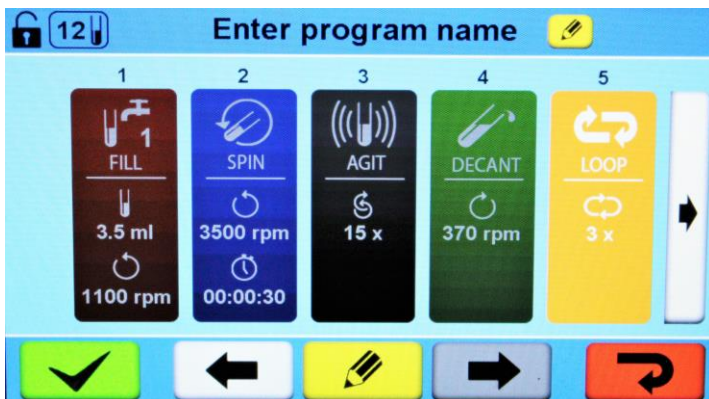 12
Enter program name
1 2 3 4 5
1
FILL SPIN AGIT DECANT LOOP
3.5 ml 3500 rpm 15 x 370 rpm 3 x
1100 rpm 00:00:30